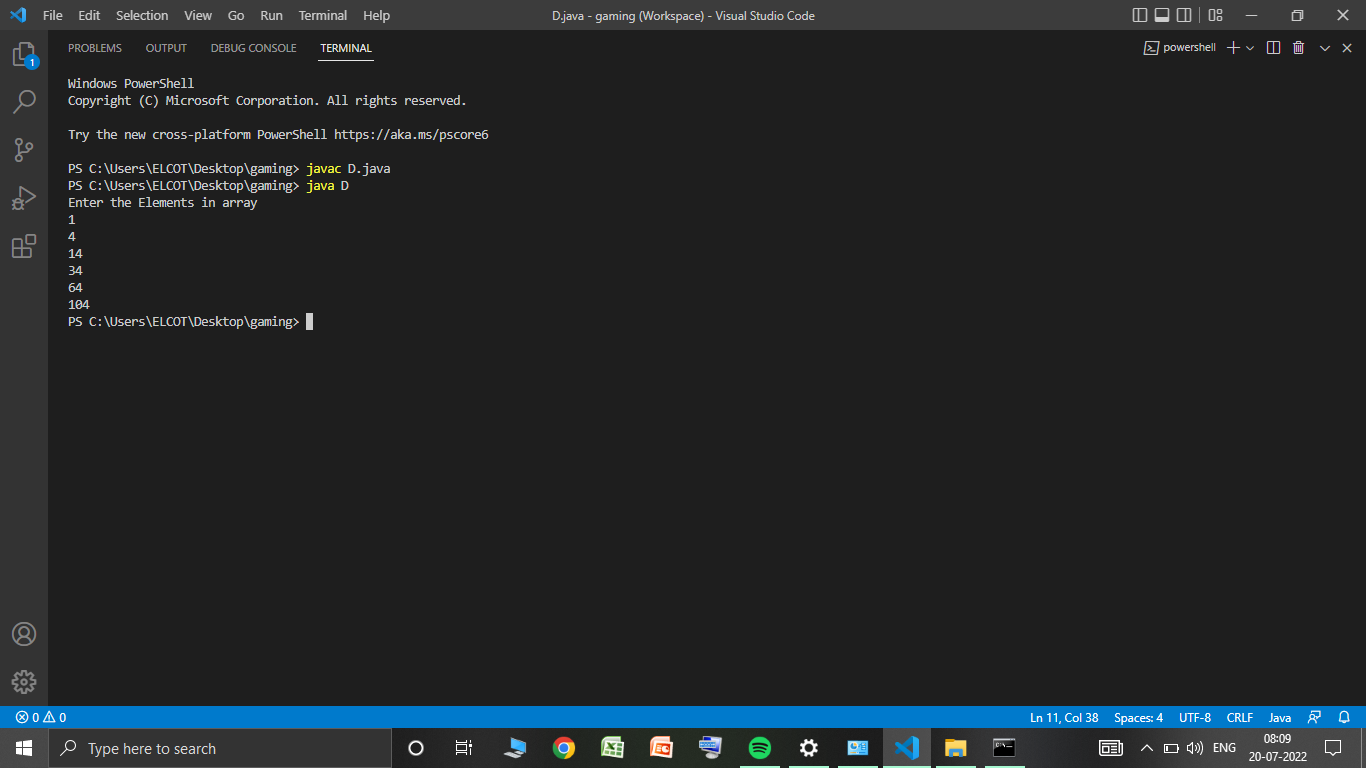 File Edit Selection View Go Run Terminal Help D.java - gaming (Workspace) - Visual Studio Code
PROBLEMS OUTPUT DEBUG CONSOLE TERMINAL powershell
1
Windows PowerShell
Copyright (C) Microsoft Corporation. All rights reserved.
Try the new cross-platform PowerShell https://aka.ms/pscore6
PS C:\Users\ELCOT\Desktop\gaming> javac D.java
PS C:\Users\ELCOT\Desktop\gaming> java D
Enter the Elements in array
1
4
14
34
64
104
PS C:\Users\ELCOT\Desktop\gaming>
0 0 Ln 11, Col 38 Spaces: 4 UTF-8 CRLF Java
Type here to search ENG 08:09
20-07-2022